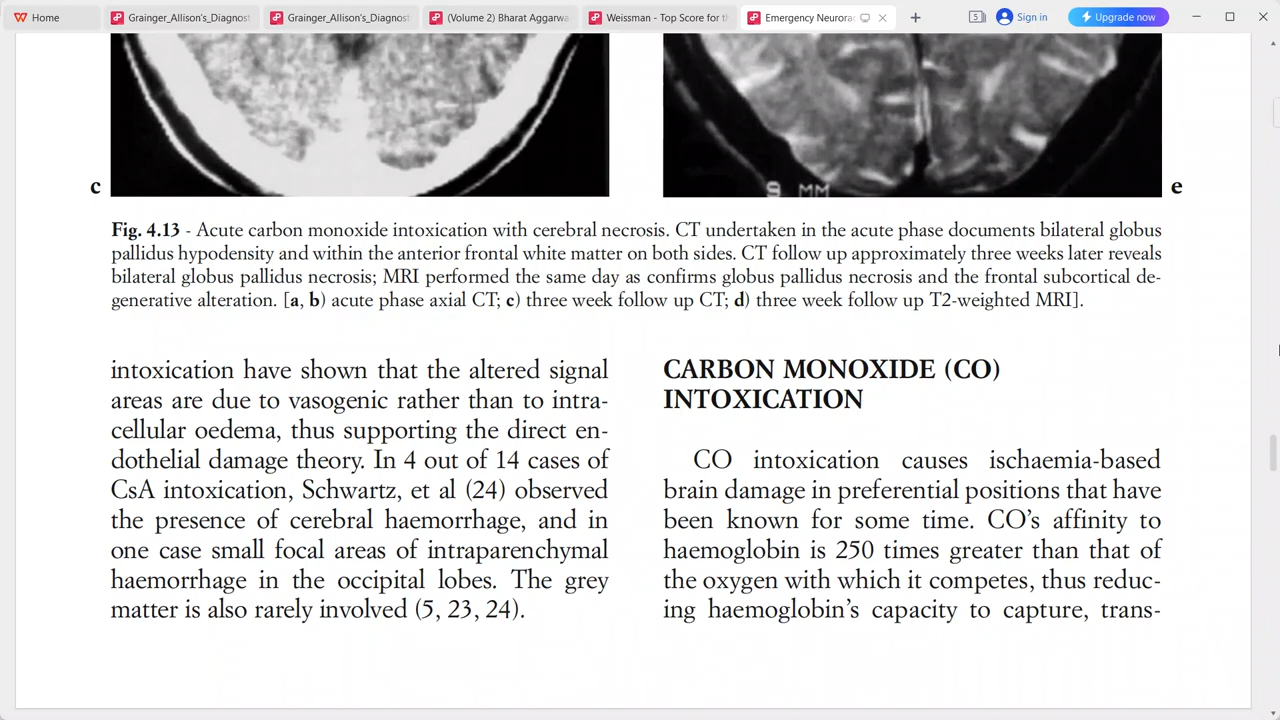 Home
Grainger_Allison's_Diagnost
Grainger_Allison's_Diagnost
(Volume 2) Bharat Aggarwa
Weissman - Top Score for t
Emergency Neurora
5
Sign in
Upgrade now
c
9 MM
e
Fig. 4.13 - Acute carbon monoxide intoxication with cerebral necrosis. CT undertaken in the acute phase documents bilateral globus
pallidus hypodensity and within the anterior frontal white matter on both sides. CT follow up approximately three weeks later reveals
bilateral globus pallidus necrosis; MRI performed the same day as confirms globus pallidus necrosis and the frontal subcortical de-
generative alteration. [a, b) acute phase axial CT; c) three week follow up CT; d) three week follow up T2-weighted MRI].
intoxication have shown that the altered signal
areas are due to vasogenic rather than to intra-
cellular oedema, thus supporting the direct en-
dothelial damage theory. In 4 out of 14 cases of
CsA intoxication, Schwartz, et al (24) observed
the presence of cerebral haemorrhage, and in
one case small focal areas of intraparenchymal
haemorrhage in the occipital lobes. The grey
matter is also rarely involved (5, 23, 24).
CARBON MONOXIDE (CO)
INTOXICATION
CO intoxication causes ischaemia-based
brain damage in preferential positions that have
been known for some time. CO's affinity to
haemoglobin is 250 times greater than that of
the oxygen with which it competes, thus reduc-
ing haemoglobin's capacity to capture, trans-